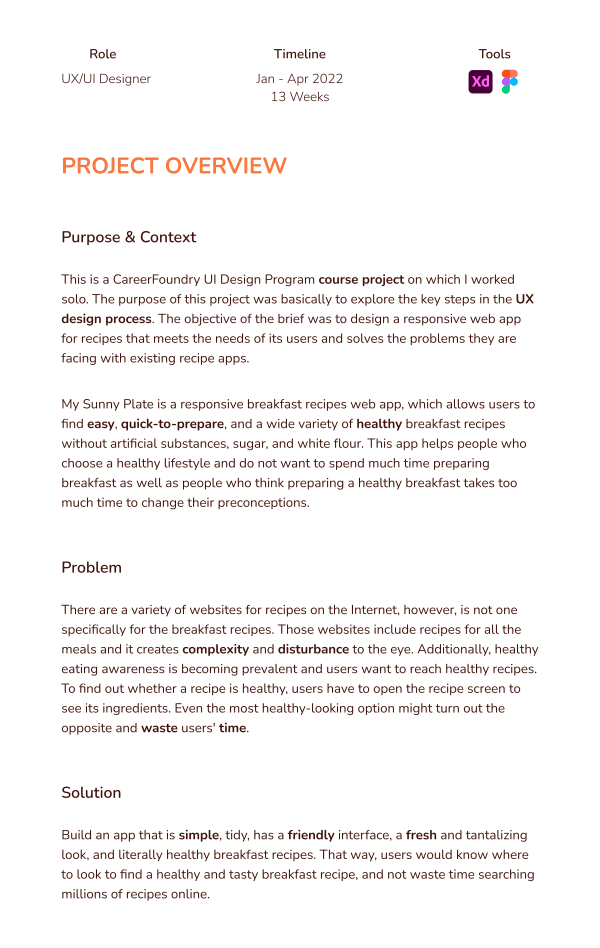 Role
Timeline
Tools
UX/UI Designer
Jan - Apr 2022
13 Weeks
Xd
PROJECT OVERVIEW
Purpose & Context
This is a CareerFoundry UI Design Program course project on which I worked
solo. The purpose of this project was basically to explore the key steps in the UX
design process. The objective of the brief was to design a responsive web app
for recipes that meets the needs of its users and solves the problems they are
facing with existing recipe apps.
My Sunny Plate is a responsive breakfast recipes web app, which allows users to
find easy, quick-to-prepare, and a wide variety of healthy breakfast recipes
without artificial substances, sugar, and white flour. This app helps people who
choose a healthy lifestyle and do not want to spend much time preparing
breakfast as well as people who think preparing a healthy breakfast takes too
much time to change their preconceptions.
Problem
There are a variety of websites for recipes on the Internet, however, is not one
specifically for the breakfast recipes. Those websites include recipes for all the
meals and it creates complexity and disturbance to the eye. Additionally, healthy
eating awareness is becoming prevalent and users want to reach healthy recipes.
To find out whether a recipe is healthy, users have to open the recipe screen to
see its ingredients. Even the most healthy-looking option might turn out the
opposite and waste users' time.
Solution
Build an app that is simple, tidy, has a friendly interface, a fresh and tantalizing
look, and literally healthy breakfast recipes. That way, users would know where
to look to find a healthy and tasty breakfast recipe, and not waste time searching
millions of recipes online.